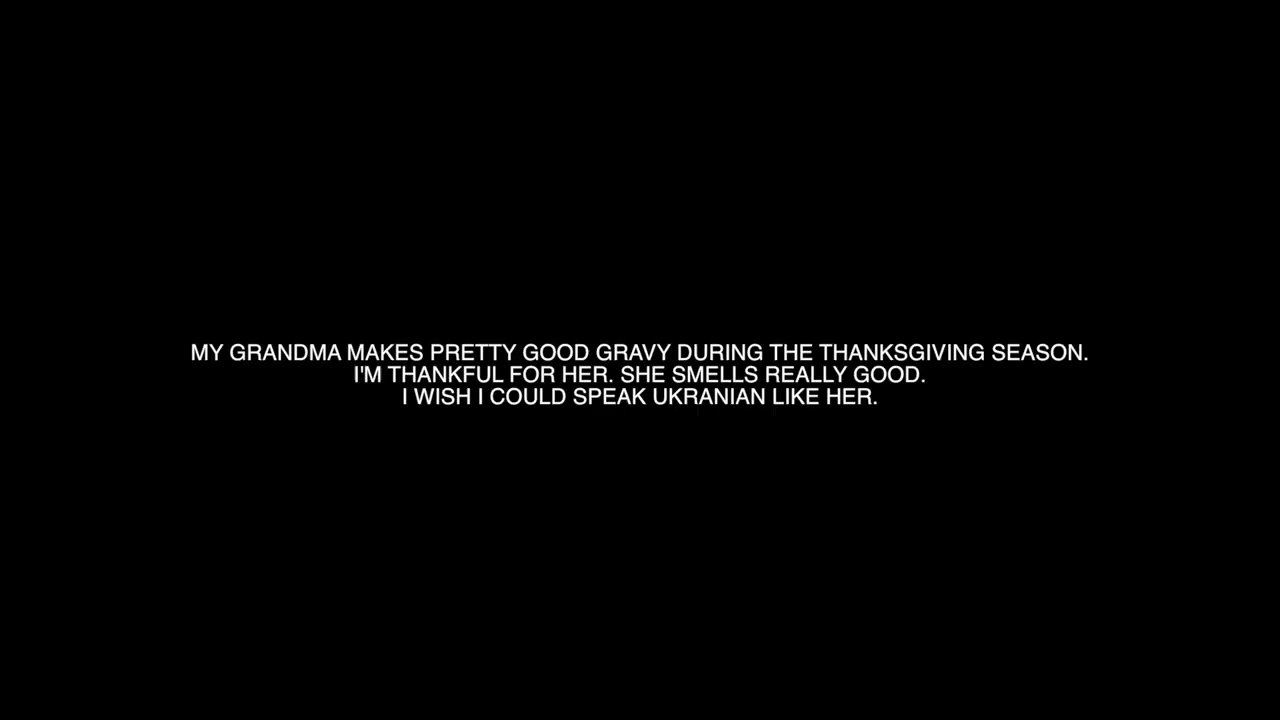 MY GRANDMA MAKES PRETTY GOOD GRAVY DURING THE THANKSGIVING SEASON.
I'M THANKFUL FOR HER. SHE SMELLS REALLY GOOD.
I WISH I COULD SPEAK UKRANIAN LIKE HER.